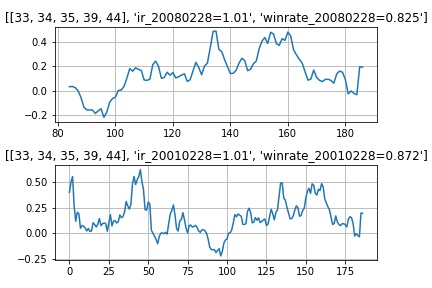 [[33, 34, 35, 39, 44], 'ir_20080228=1.01', 'winrate_20080228=0.825']
0.4
0.2
0.0
−0.2
80 100 120 140 160 180
[[33, 34, 35, 39, 44], 'ir_20010228=1.01', 'winrate_20010228=0.872']
0.50
0.25
0.00
−0.25
0 25 50 75 100 125 150 175